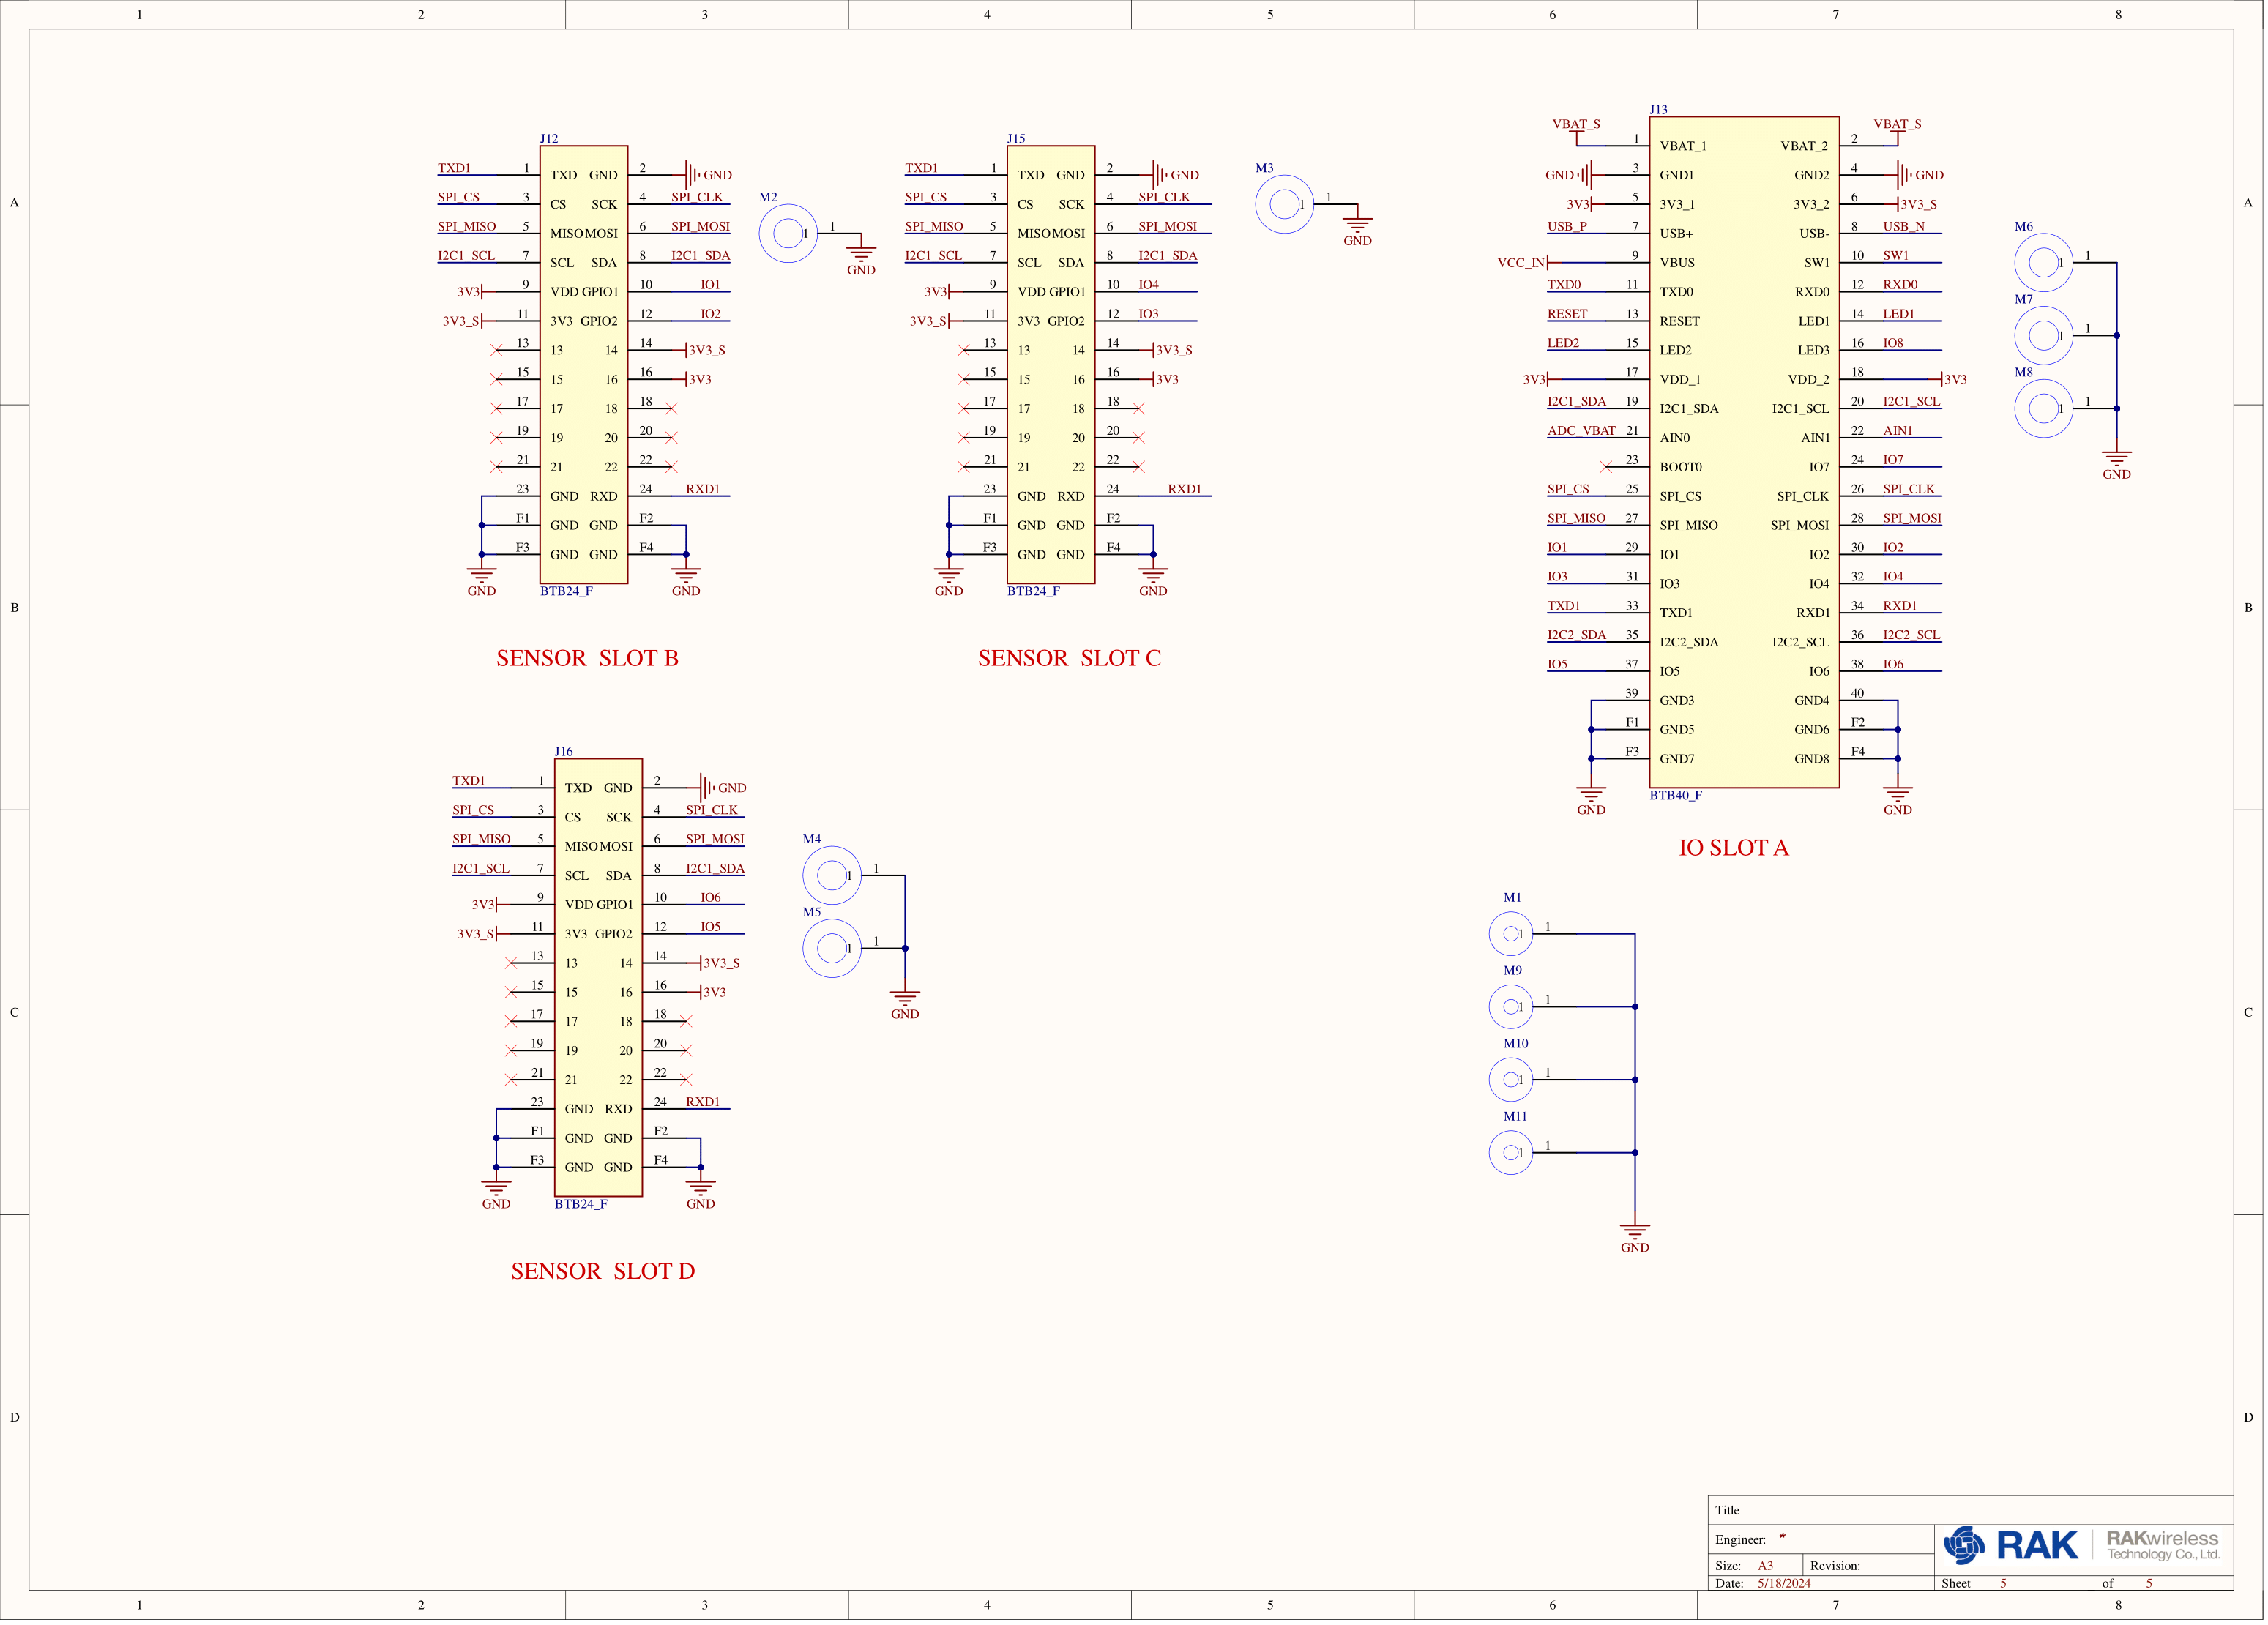 1 2 3 4 5 6 7 8
A A
B B
C C
D D
J12
TXD1 1 TXD GND 2 GND
SPI_CS 3 CS SCK 4 SPI_CLK
SPI_MISO 5 MISO MOSI 6 SPI_MOSI
I2C1_SCL 7 SCL SDA 8 I2C1_SDA
3V3 9 VDD GPIO1 10 IO1
3V3_S 11 3V3 GPIO2 12 IO2
13 13 14 14 3V3_S
15 15 16 16 3V3
17 17 18 18
19 19 20 20
21 21 22 22
23 GND RXD 24 RXD1
F1 GND GND F2
F3 GND GND F4
GND GND
BTB24_F
SENSOR SLOT B
M2
1 1
GND
J15
TXD1 1 TXD GND 2 GND
SPI_CS 3 CS SCK 4 SPI_CLK
SPI_MISO 5 MISO MOSI 6 SPI_MOSI
I2C1_SCL 7 SCL SDA 8 I2C1_SDA
3V3 9 VDD GPIO1 10 IO4
3V3_S 11 3V3 GPIO2 12 IO3
13 13 14 14 3V3_S
15 15 16 16 3V3
17 17 18 18
19 19 20 20
21 21 22 22
23 GND RXD 24 RXD1
F1 GND GND F2
F3 GND GND F4
GND GND
BTB24_F
SENSOR SLOT C
M3
1 1
GND
J13
VBAT_S 1 VBAT_1 VBAT_2 2 VBAT_S
GND 3 GND1 GND2 4 GND
3V3 5 3V3_1 3V3_2 6 3V3_S
USB_P 7 USB+ USB- 8 USB_N
VCC_IN 9 VBUS SW1 10 SW1
TXD0 11 TXD0 RXD0 12 RXD0
RESET 13 RESET LED1 14 LED1
LED2 15 LED2 LED3 16 IO8
3V3 17 VDD_1 VDD_2 18 3V3
I2C1_SDA 19 I2C1_SDA I2C1_SCL 20 I2C1_SCL
ADC_VBAT 21 AIN0 AIN1 22 AIN1
23 BOOT0 IO7 24 IO7
SPI_CS 25 SPI_CS SPI_CLK 26 SPI_CLK
SPI_MISO 27 SPI_MISO SPI_MOSI 28 SPI_MOSI
IO1 29 IO1 IO2 30 IO2
IO3 31 IO3 IO4 32 IO4
TXD1 33 TXD1 RXD1 34 RXD1
I2C2_SDA 35 I2C2_SDA I2C2_SCL 36 I2C2_SCL
IO5 37 IO5 IO6 38 IO6
39 GND3 GND4 40
F1 GND5 GND6 F2
F3 GND7 GND8 F4
GND GND
BTB40_F
IO SLOT A
M6
1 1
M7
1 1
M8
1 1
GND
J16
TXD1 1 TXD GND 2 GND
SPI_CS 3 CS SCK 4 SPI_CLK
SPI_MISO 5 MISO MOSI 6 SPI_MOSI
I2C1_SCL 7 SCL SDA 8 I2C1_SDA
3V3 9 VDD GPIO1 10 IO6
3V3_S 11 3V3 GPIO2 12 IO5
13 13 14 14 3V3_S
15 15 16 16 3V3
17 17 18 18
19 19 20 20
21 21 22 22
23 GND RXD 24 RXD1
F1 GND GND F2
F3 GND GND F4
GND GND
BTB24_F
SENSOR SLOT D
M4
1 1
M5
1 1
GND
M1
1 1
M9
1 1
M10
1 1
M11
1 1
GND
Title
Engineer: *
Size: A3 Revision:
Date: 5/18/2024 Sheet 5 of 5
RAK RAKwireless
Technology Co., Ltd.
1 2 3 4 5 6 7 8